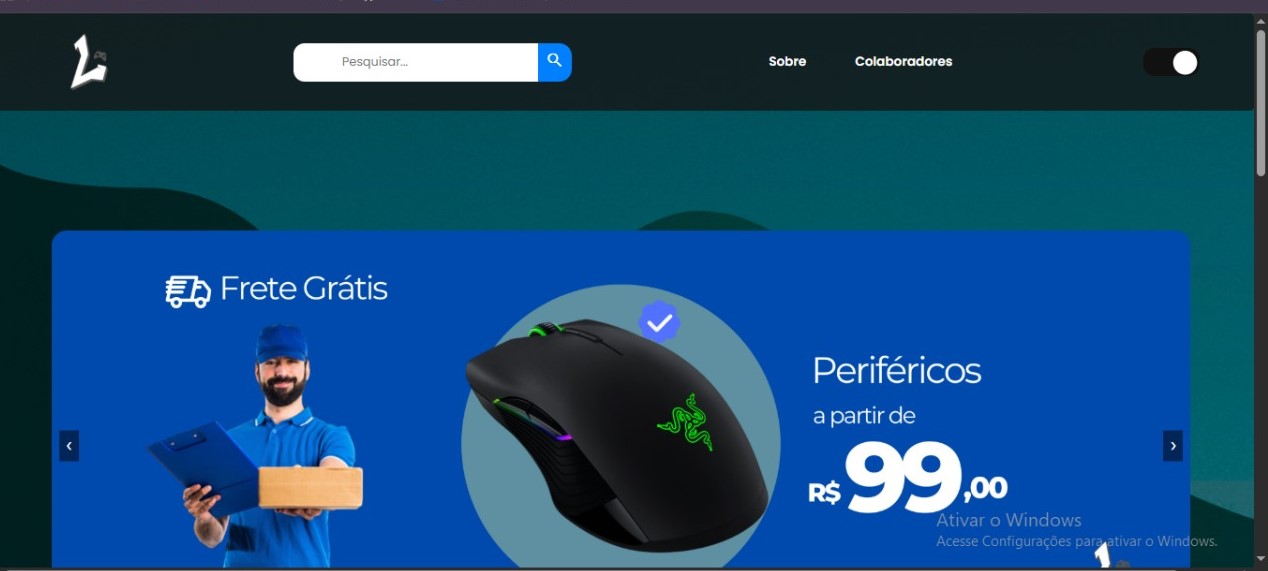 Pesquisar...
Sobre
Colaboradores
Frete Grátis
Periféricos
a partir de
R$ 99,00
Ativar o Windows
Acesse Configurações para ativar o Windows.